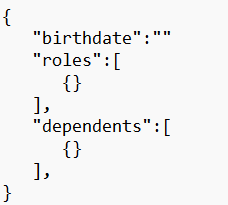 {
"birthdate":""
"roles":[
{}
],
"dependents":[
{}
],
}